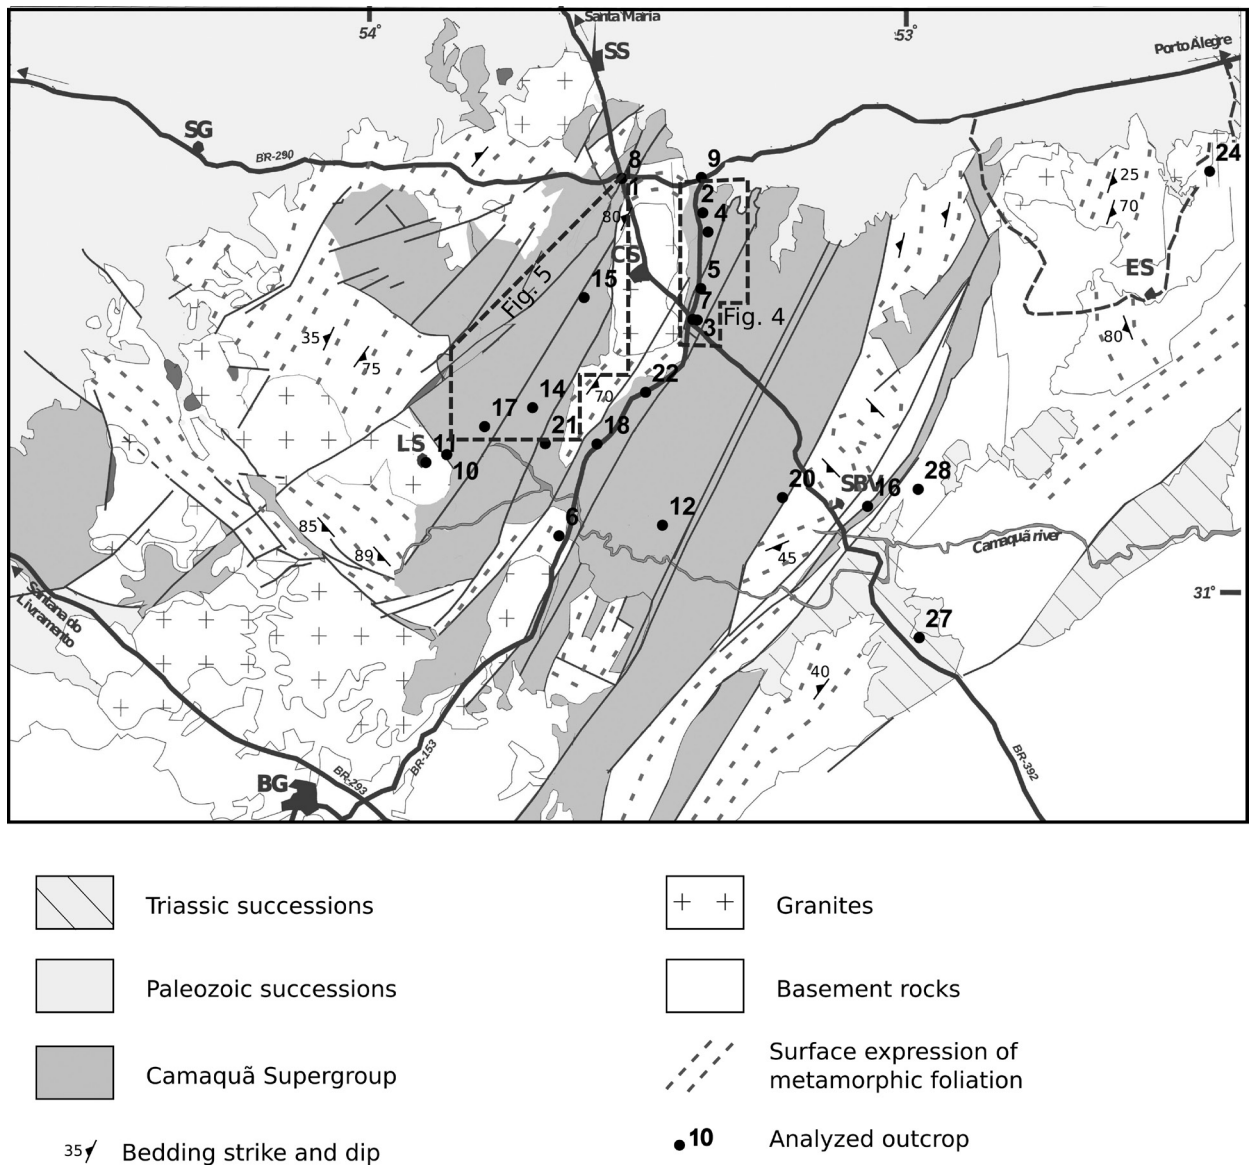 54°
53°
Santa Maria
SS
Porto Alegre
SG
BR-290
8
9
24
1
2
25
80
4
70
CS
ES
15
5
Fig. 5
7
Fig. 4
3
35
75
80
22
70
14
17
21
18
LS
11
10
28
20
SBV
16
12
6
85
89
45
Camaquã river
Santana do
Livramento
31°
27
40
BR-153
BR-293
BG
BR-392
Triassic successions
Granites
Paleozoic successions
Basement rocks
Camaquã Supergroup
Surface expression of
metamorphic foliation
35 Bedding strike and dip
10 Analyzed outcrop